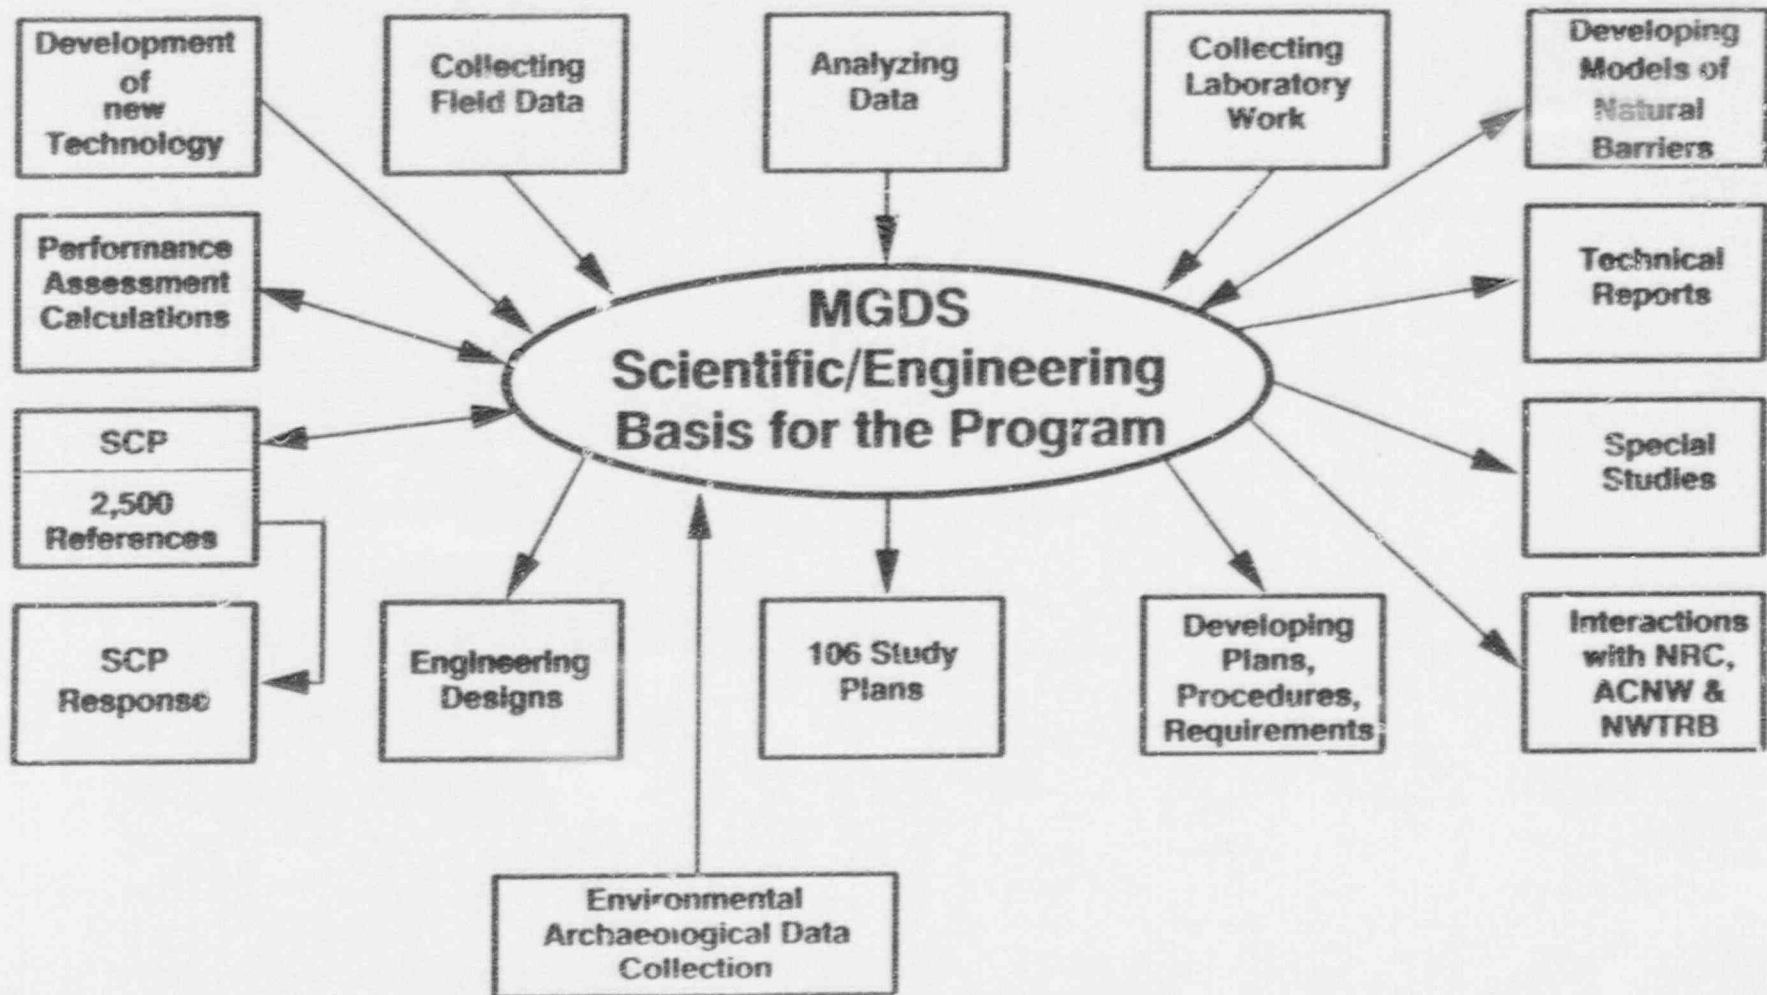 Development
of
new
Technology
Collecting
Field Data
Analyzing
Data
Collecting
Laboratory
Work
Developing
Models of
Natural
Barriers
Performance
Assessment
Calculations
Technical
Reports
MGDS
Scientific/Engineering
Basis for the Program
SCP
2,500
References
Special
Studies
SCP
Response
Engineering
Designs
106 Study
Plans
Developing
Plans,
Procedures,
Requirements
Interactions
with NRC,
ACNW &
NWTRB
Environmental
Archaeological Data
Collection